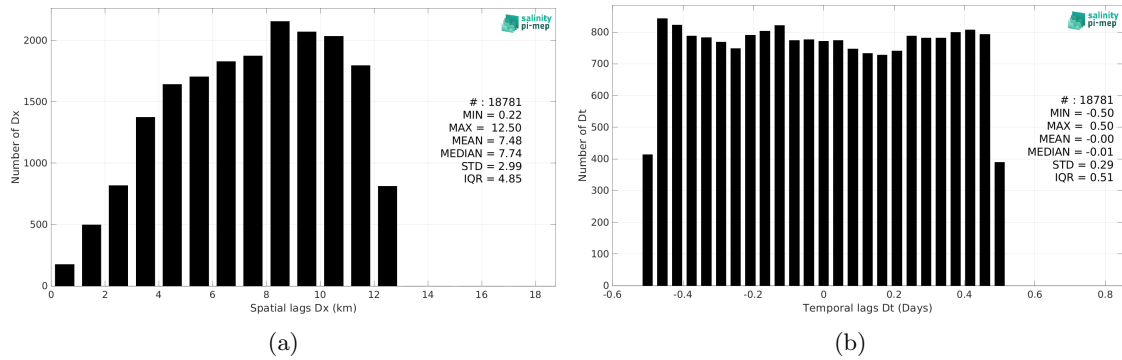 salinity
pi-mep
2000
1500
1000
500
0
Number of Dx
# : 18781
MIN = 0.22
MAX = 12.50
MEAN = 7.48
MEDIAN = 7.74
STD = 2.99
IQR = 4.85
0 2 4 6 8 10 12 14 16 18
Spatial lags Dx (km)
(a)
salinity
pi-mep
800
700
600
500
400
300
200
100
0
Number of Dt
# : 18781
MIN = -0.50
MAX = 0.50
MEAN = -0.00
MEDIAN = -0.01
STD = 0.29
IQR = 0.51
-0.6 -0.4 -0.2 0 0.2 0.4 0.6 0.8
Temporal lags Dt (Days)
(b)